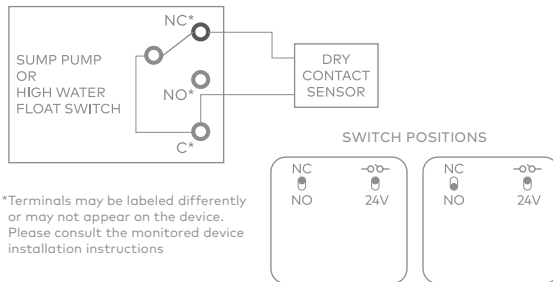 NC*
SUMP PUMP
OR
HIGH WATER
FLOAT SWITCH
NO*
C*
DRY
CONTACT
SENSOR
SWITCH POSITIONS
NC
NO 24V
NC
NO 24V
*Terminals may be labeled differently
or may not appear on the device.
Please consult the monitored device
installation instructions